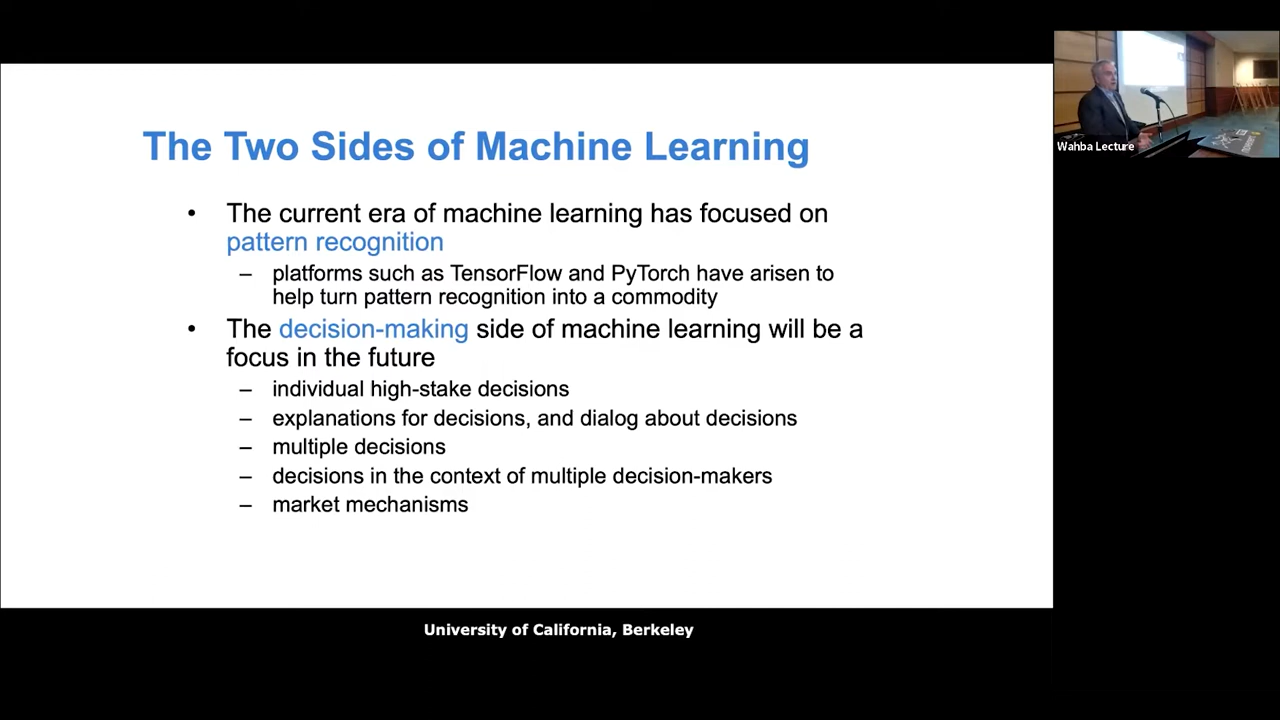 The Two Sides of Machine Learning
• The current era of machine learning has focused on
pattern recognition
– platforms such as TensorFlow and PyTorch have arisen to
help turn pattern recognition into a commodity
• The decision-making side of machine learning will be a
focus in the future
– individual high-stake decisions
– explanations for decisions, and dialog about decisions
– multiple decisions
– decisions in the context of multiple decision-makers
– market mechanisms
University of California, Berkeley
Wahba Lecture